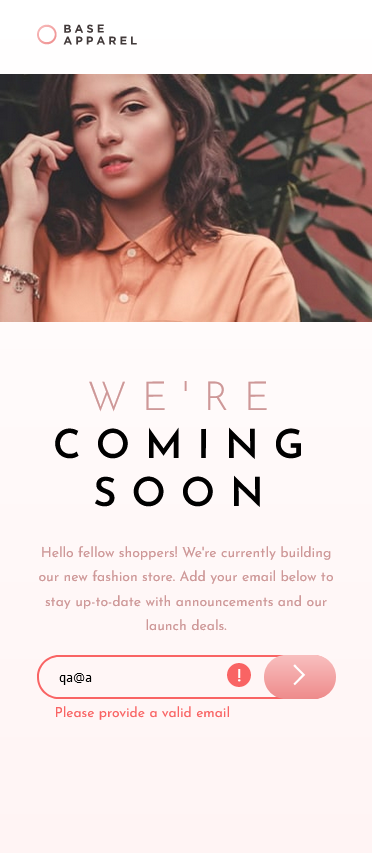 BASE
APPAREL
WE'RE
COMING
SOON
Hello fellow shoppers! We're currently building
our new fashion store. Add your email below to
stay up-to-date with announcements and our
launch deals.
qa@a
!
Please provide a valid email